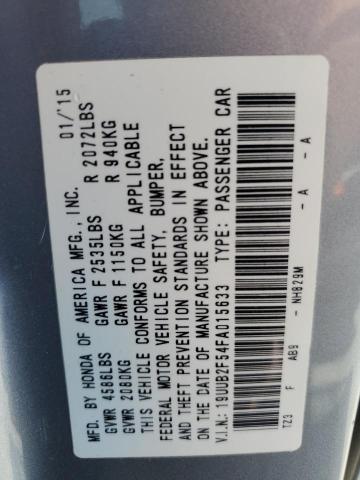 MFD. BY HONDA OF AMERICA MFG., INC. 01/'15
GVWR 4586LBS GAWR F 2535LBS R 2072LBS
GVWR 2080KG GAWR F 1150KG R 940KG
THIS VEHICLE CONFORMS TO ALL APPLICABLE
FEDERAL MOTOR VEHICLE SAFETY, BUMPER,
AND THEFT PREVENTION STANDARDS IN EFFECT
ON THE DATE OF MANUFACTURE SHOWN ABOVE.
V.I.N.: 19UUB2F54FA015633 TYPE: PASSENGER CAR
TZ3 F AB9 - NH829M - A - A